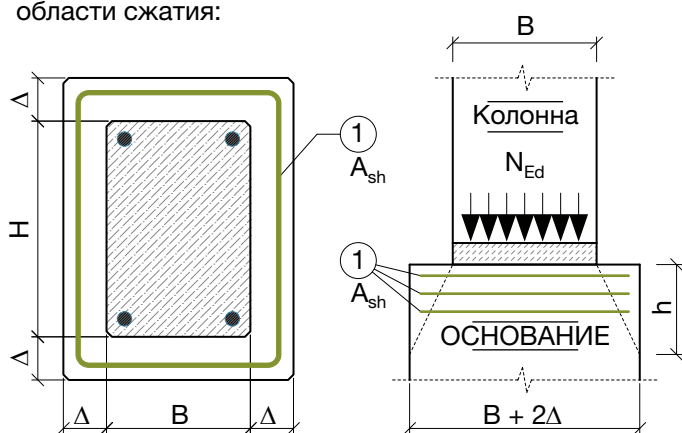 области сжатия:
B
Δ
Колонна
1
A_sh
N_Ed
H
1
A_sh
h
ОСНОВАНИЕ
Δ
Δ
B
Δ
B + 2Δ